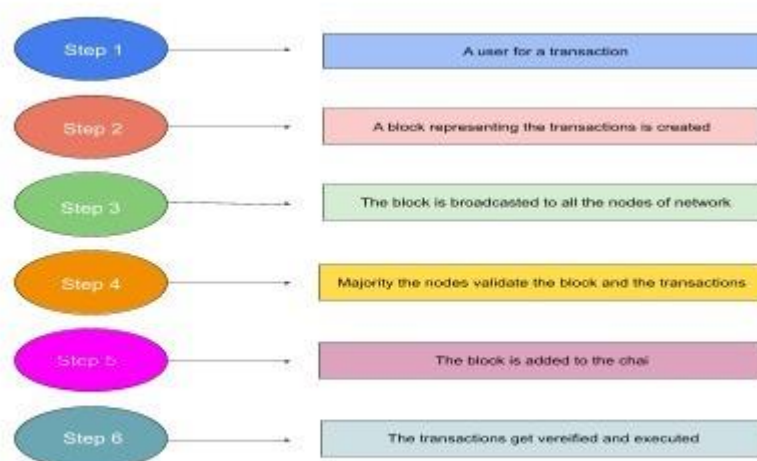 Step 1
A user for a transaction
Step 2
A block representing the transactions is created
Step 3
The block is broadcasted to all the nodes of network
Step 4
Majority the nodes validate the block and the transactions
Step 5
The block is added to the chai
Step 6
The transactions get vereified and executed